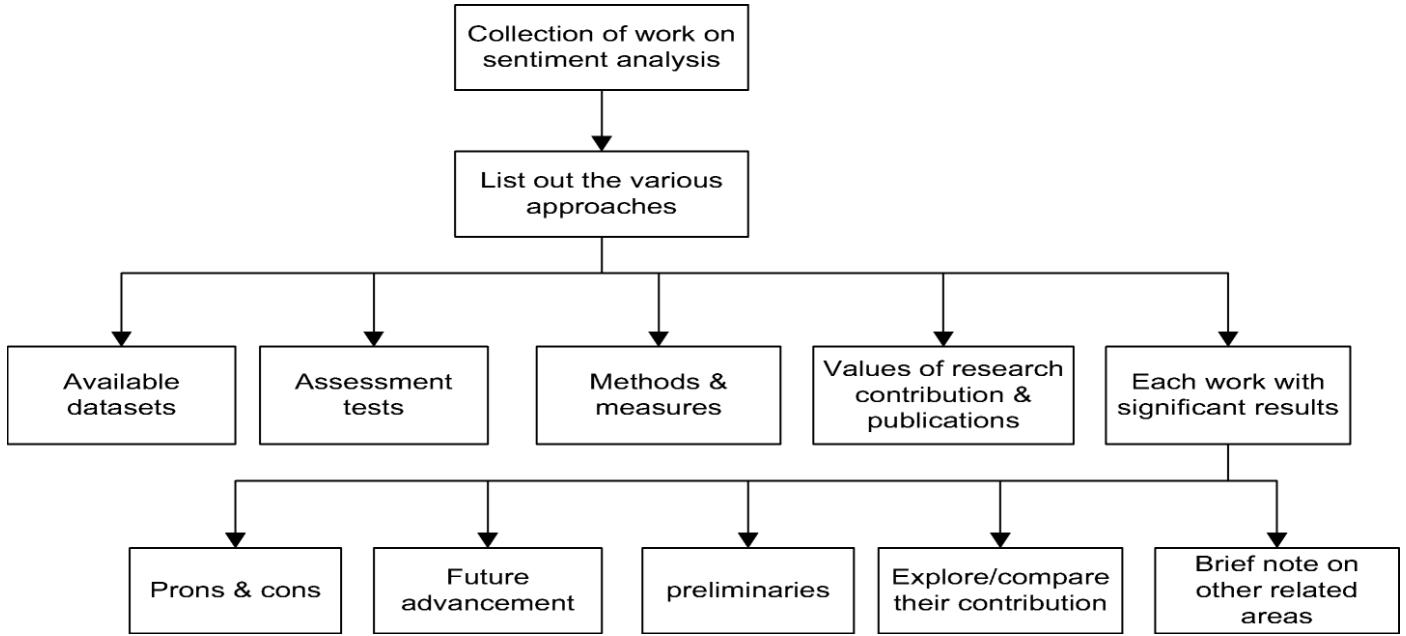 Collection of work on
sentiment analysis
List out the various
approaches
Available
datasets
Assessment
tests
Methods &
measures
Values of research
contribution &
publications
Each work with
significant results
Prons & cons
Future
advancement
preliminaries
Explore/compare
their contribution
Brief note on
other related
areas